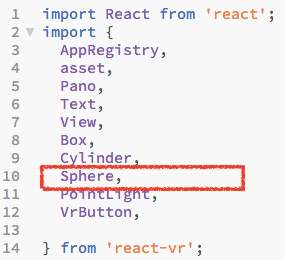 1 import React from 'react';
2 import {
3 AppRegistry,
4 asset,
5 Pano,
6 Text,
7 View,
8 Box,
9 Cylinder,
10 Sphere,
11 PointLight,
12 VrButton,
13
14 } from 'react-vr';